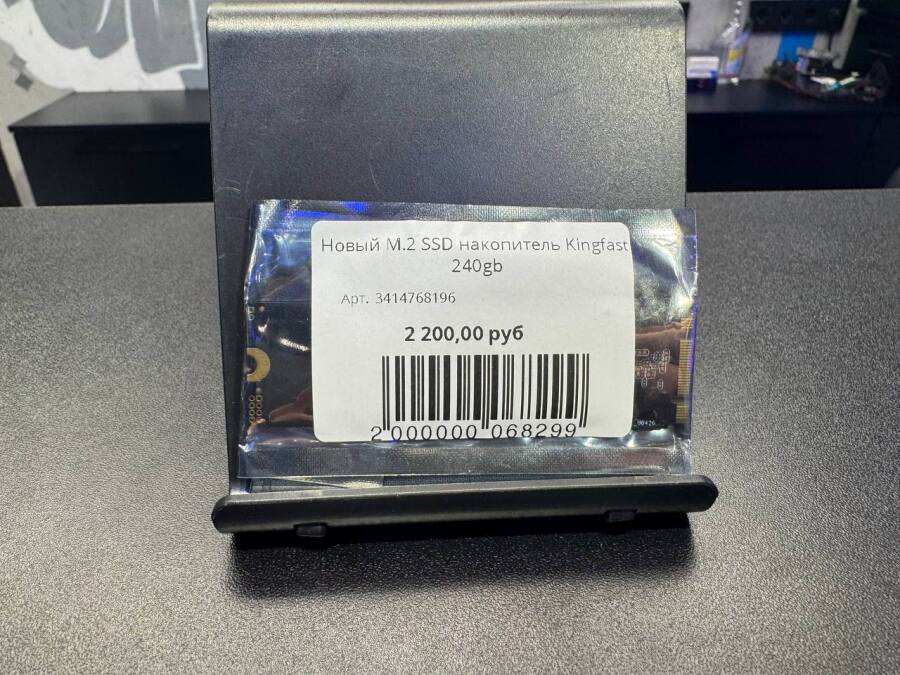 Новый M.2 SSD накопитель Kingfast
240gb
Арт. 3414768196
2 200,00 руб
2 000000 068299